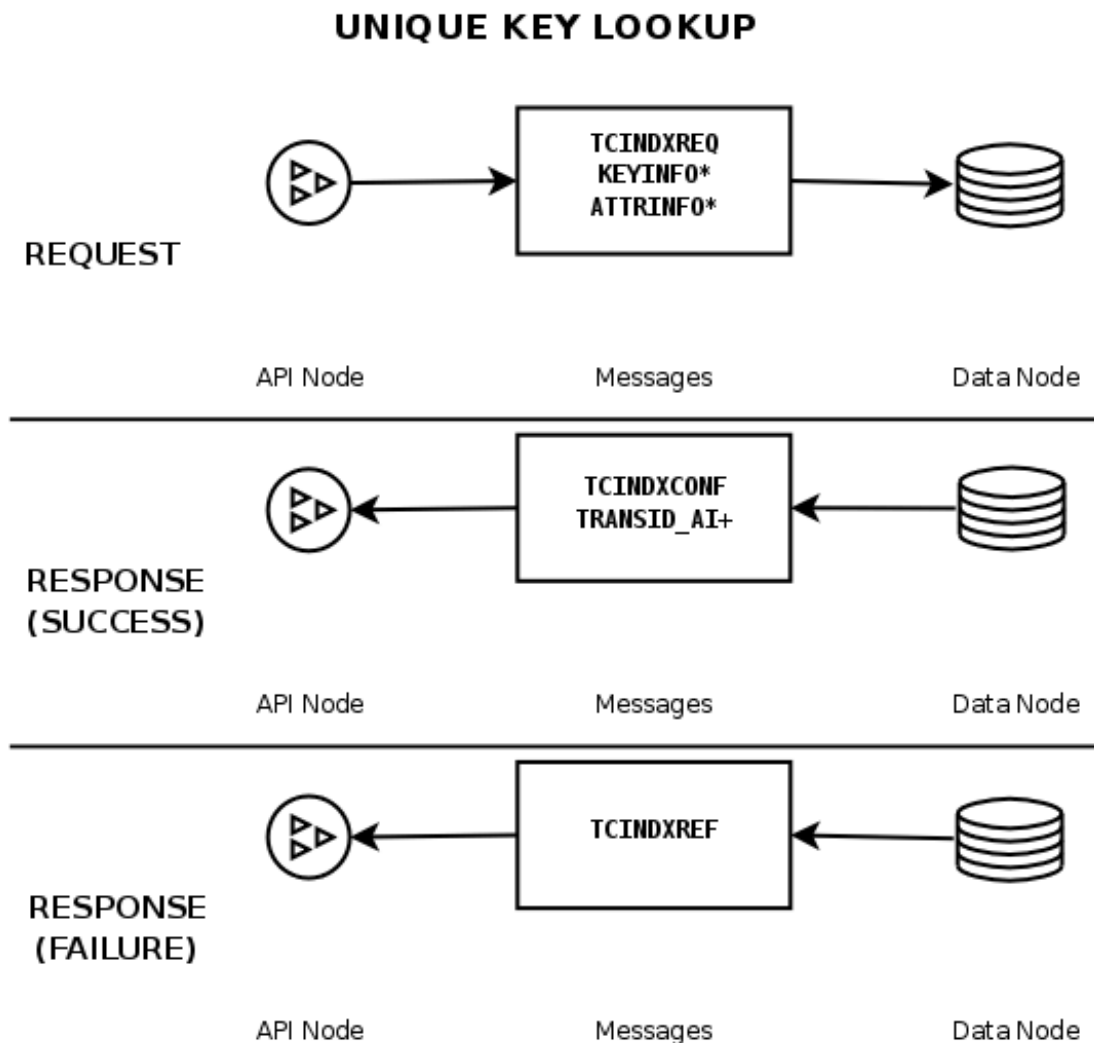 UNIQUE KEY LOOKUP
TCINDXREQ
KEYINFO*
ATTRINFO*
REQUEST
API Node Messages Data Node
TCINDXCONF
TRANSID_AI+
RESPONSE
(SUCCESS)
API Node Messages Data Node
TCINDXREF
RESPONSE
(FAILURE)
API Node Messages Data Node